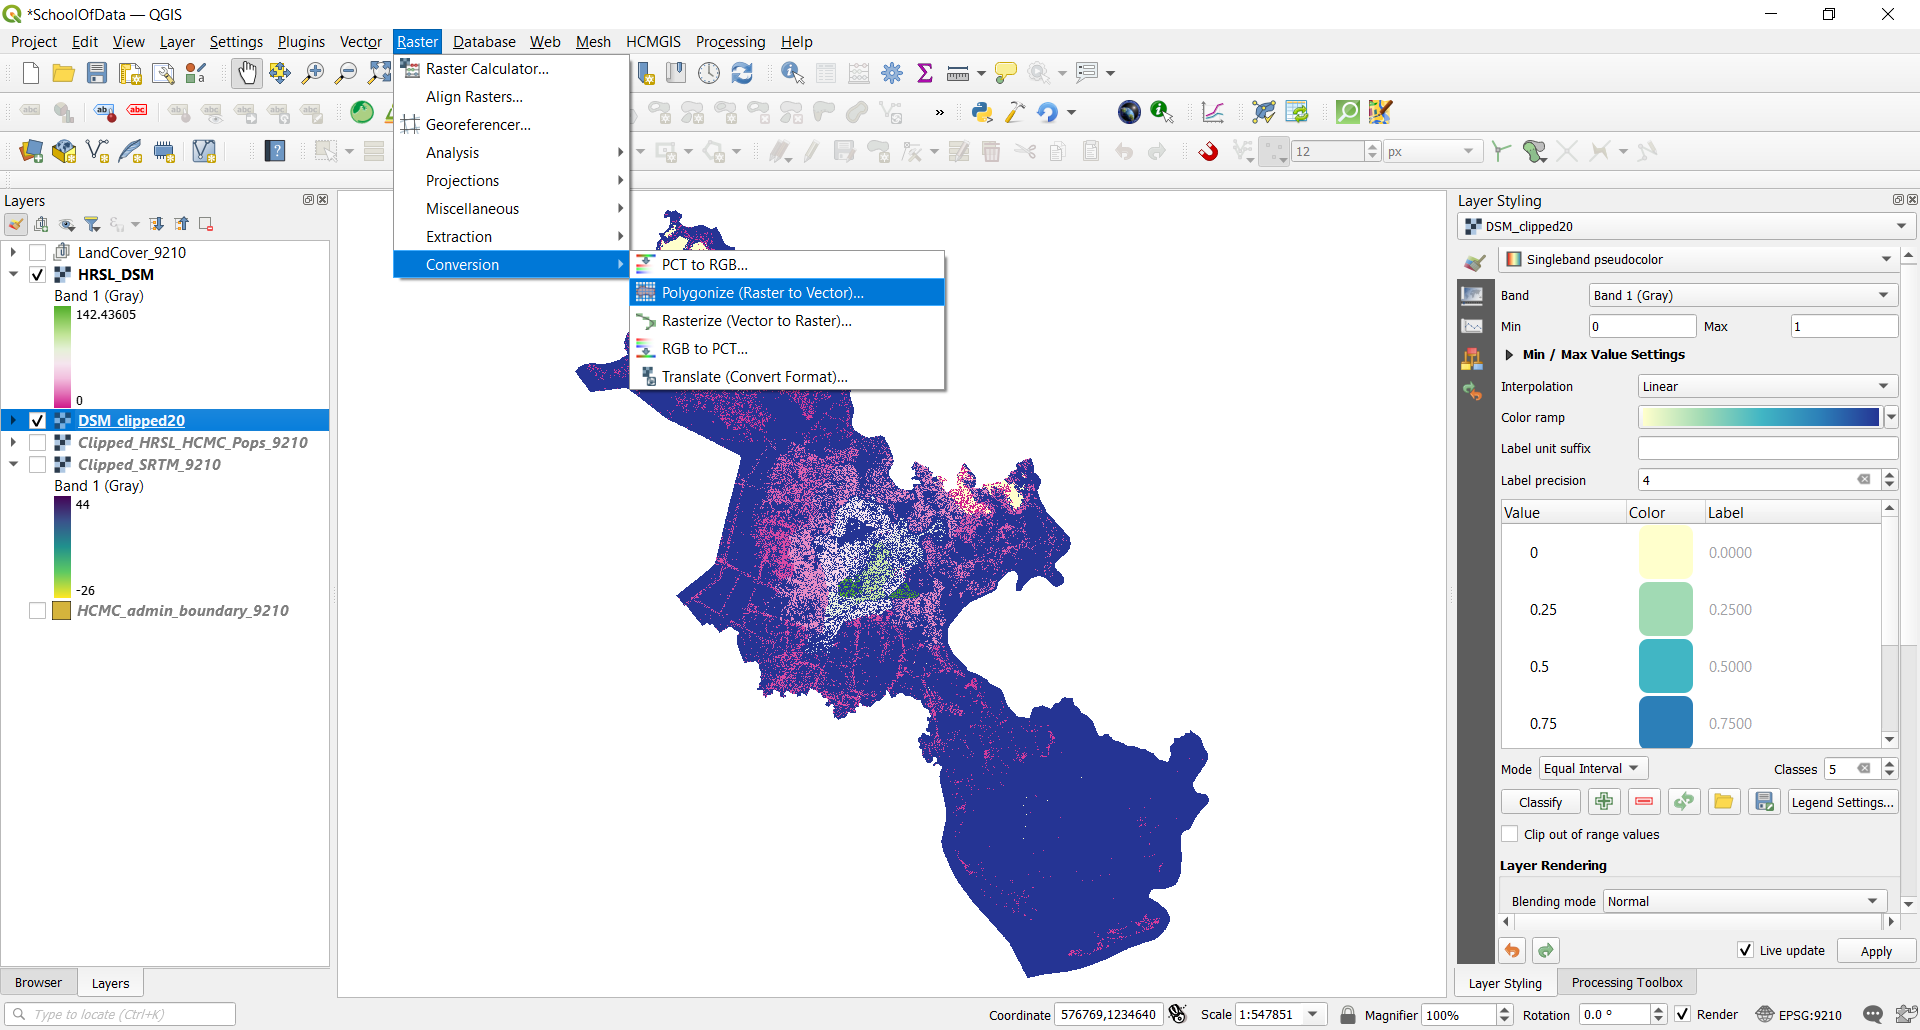 *SchoolOfData — QGIS
Project Edit View Layer Settings Plugins Vector Raster Database Web Mesh HCMGIS Processing Help
Raster Calculator...
Align Rasters...
Georeferencer...
Analysis
Projections
Miscellaneous
Extraction
Conversion
PCT to RGB...
Polygonize (Raster to Vector)...
Rasterize (Vector to Raster)...
RGB to PCT...
Translate (Convert Format)...
abc
ab
abc
12
px
Layers
LandCover_9210
HRSL_DSM
Band 1 (Gray)
142.43605
0
DSM_clipped20
Clipped_HRSL_HCMC_Pops_9210
Clipped_SRTM_9210
Band 1 (Gray)
44
-26
HCMC_admin_boundary_9210
Browser
Layers
Layer Styling
DSM_clipped20
Singleband pseudocolor
Band
Band 1 (Gray)
Min
0
Max
1
Min / Max Value Settings
Interpolation
Linear
Color ramp
Label unit suffix
Label precision
4
Value Color Label
0 0.0000
0.25 0.2500
0.5 0.5000
0.75 0.7500
Mode
Equal Interval
Classes
5
Classify
Legend Settings...
Clip out of range values
Layer Rendering
Blending mode
Normal
Live update
Apply
Layer Styling
Processing Toolbox
Type to locate (Ctrl+K)
Coordinate
576769,1234640
Scale
1:547851
Magnifier
100%
Rotation
0.0 °
Render
EPSG:9210